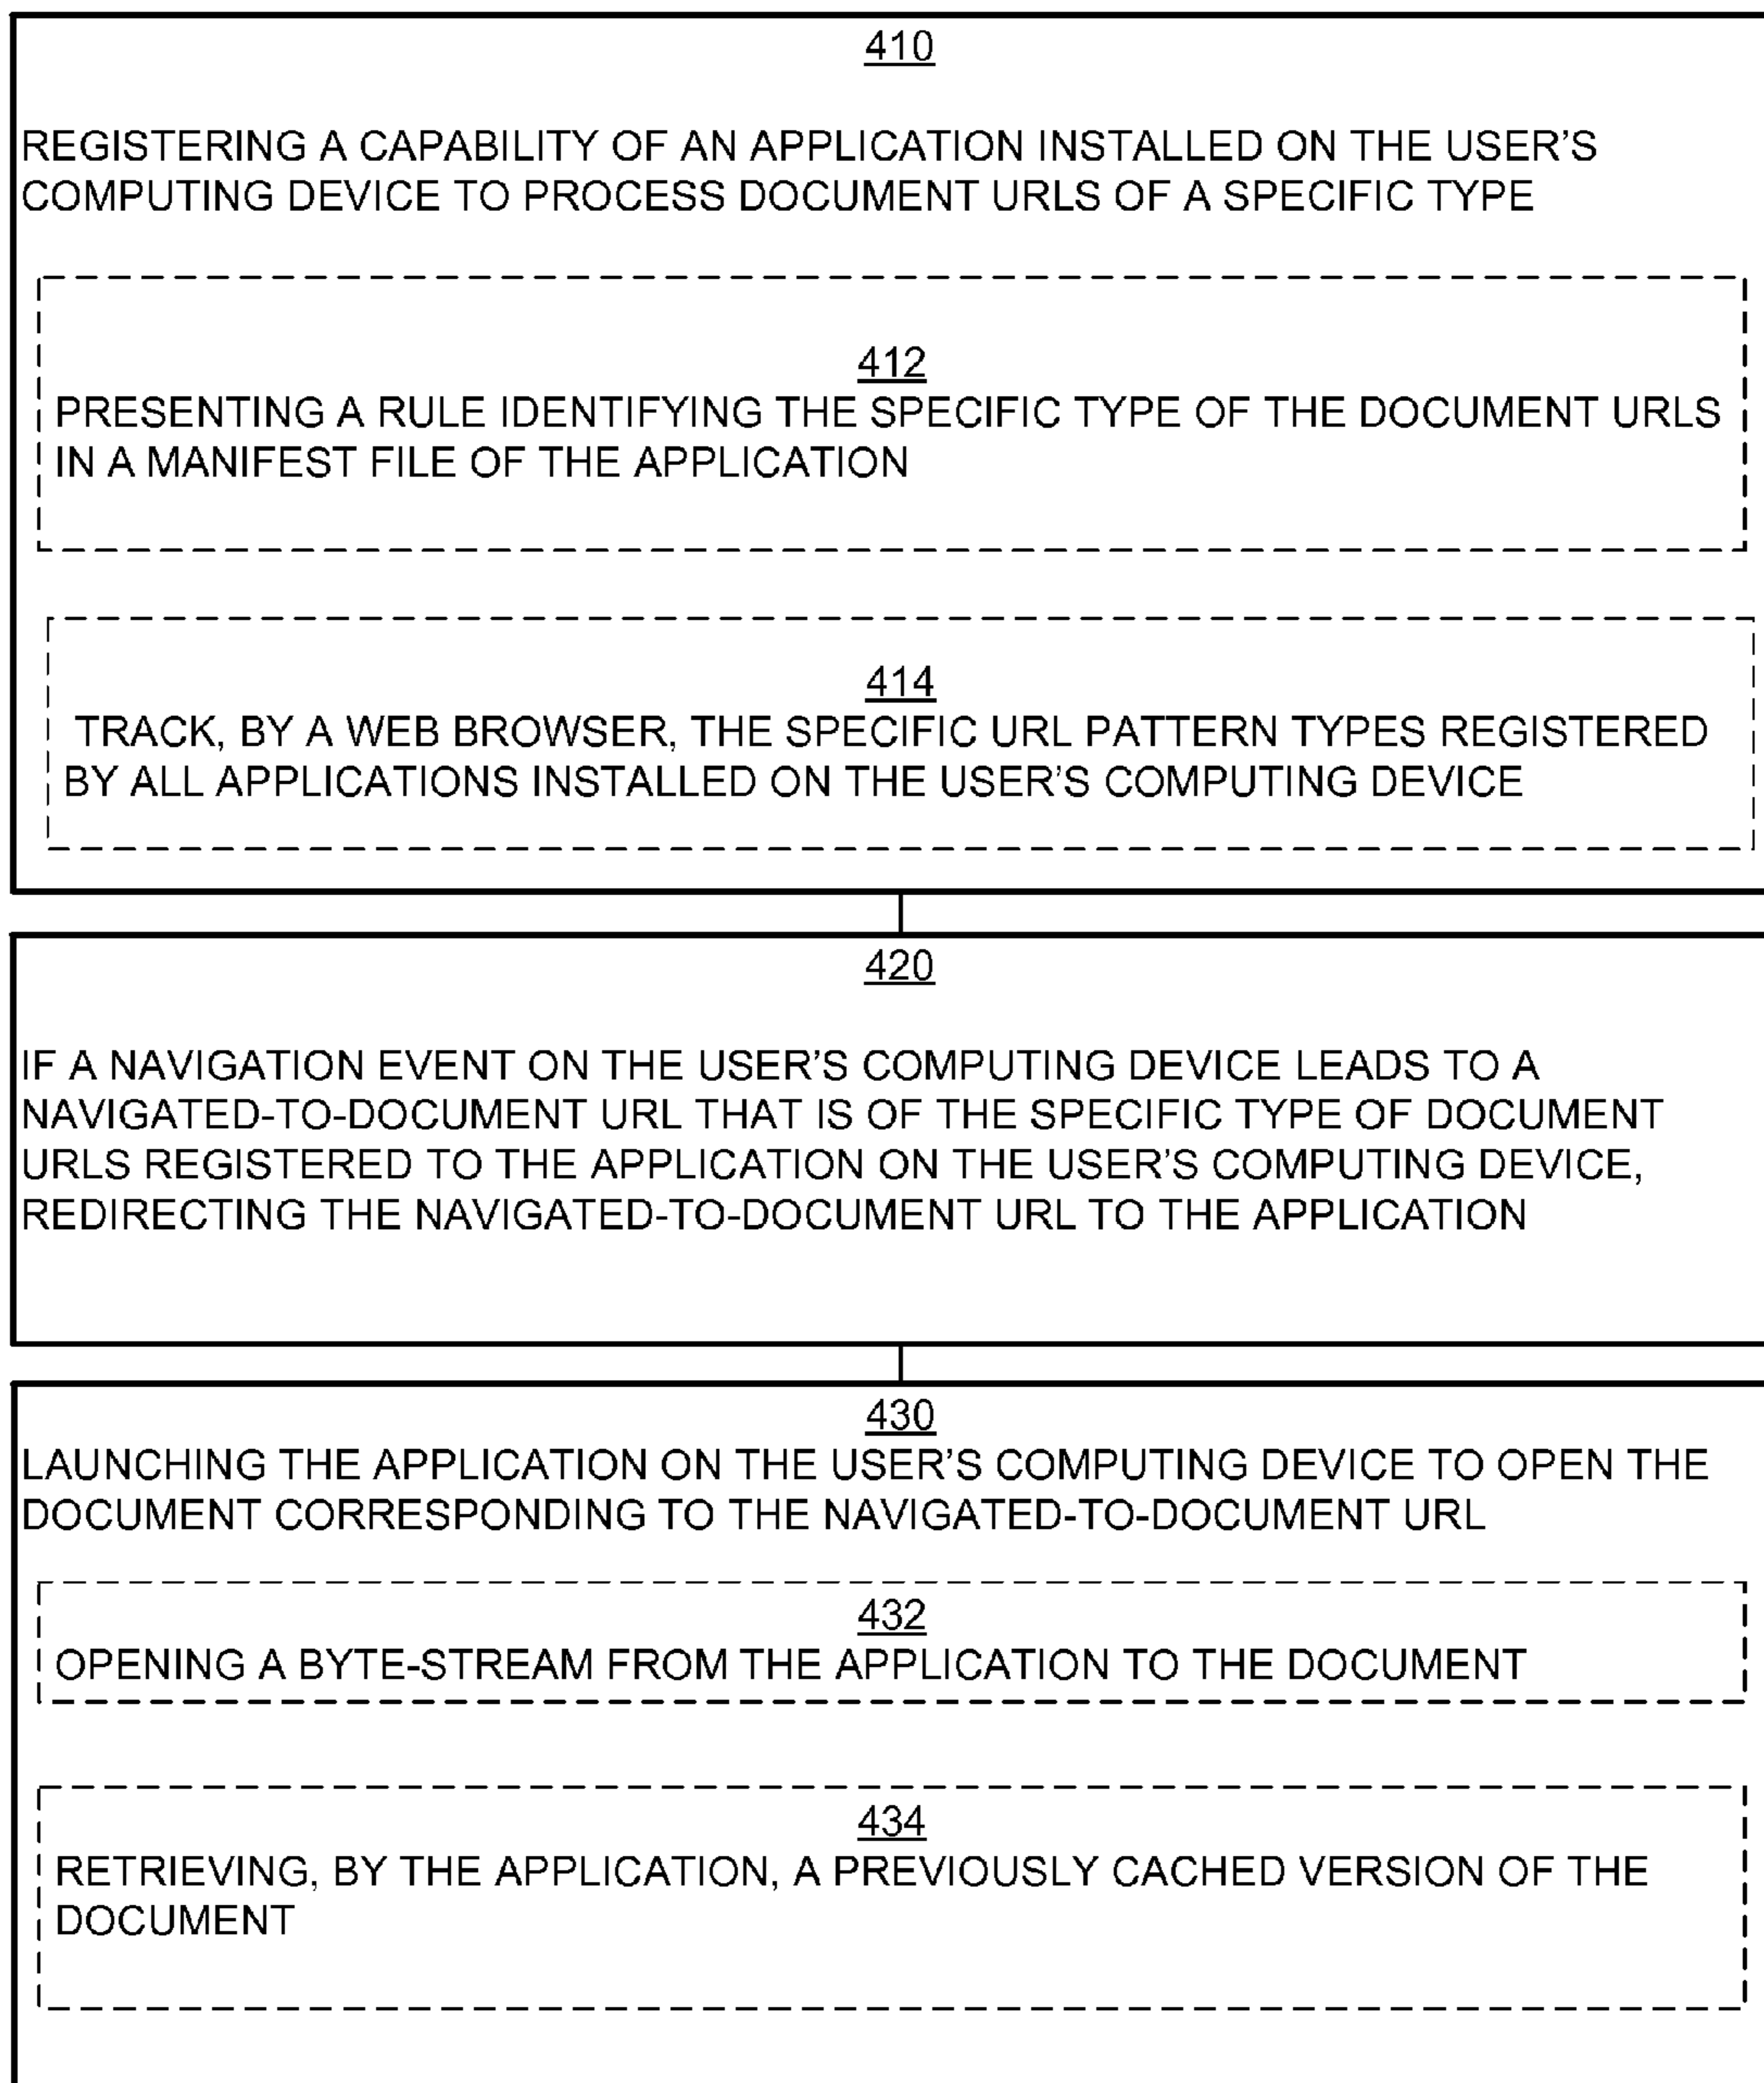 410
REGISTERING A CAPABILITY OF AN APPLICATION INSTALLED ON THE USER'S
COMPUTING DEVICE TO PROCESS DOCUMENT URLS OF A SPECIFIC TYPE
412
PRESENTING A RULE IDENTIFYING THE SPECIFIC TYPE OF THE DOCUMENT URLS
IN A MANIFEST FILE OF THE APPLICATION
414
TRACK, BY A WEB BROWSER, THE SPECIFIC URL PATTERN TYPES REGISTERED
BY ALL APPLICATIONS INSTALLED ON THE USER'S COMPUTING DEVICE
420
IF A NAVIGATION EVENT ON THE USER'S COMPUTING DEVICE LEADS TO A
NAVIGATED-TO-DOCUMENT URL THAT IS OF THE SPECIFIC TYPE OF DOCUMENT
URLS REGISTERED TO THE APPLICATION ON THE USER'S COMPUTING DEVICE,
REDIRECTING THE NAVIGATED-TO-DOCUMENT URL TO THE APPLICATION
430
LAUNCHING THE APPLICATION ON THE USER'S COMPUTING DEVICE TO OPEN THE
DOCUMENT CORRESPONDING TO THE NAVIGATED-TO-DOCUMENT URL
432
OPENING A BYTE-STREAM FROM THE APPLICATION TO THE DOCUMENT
434
RETRIEVING, BY THE APPLICATION, A PREVIOUSLY CACHED VERSION OF THE
DOCUMENT